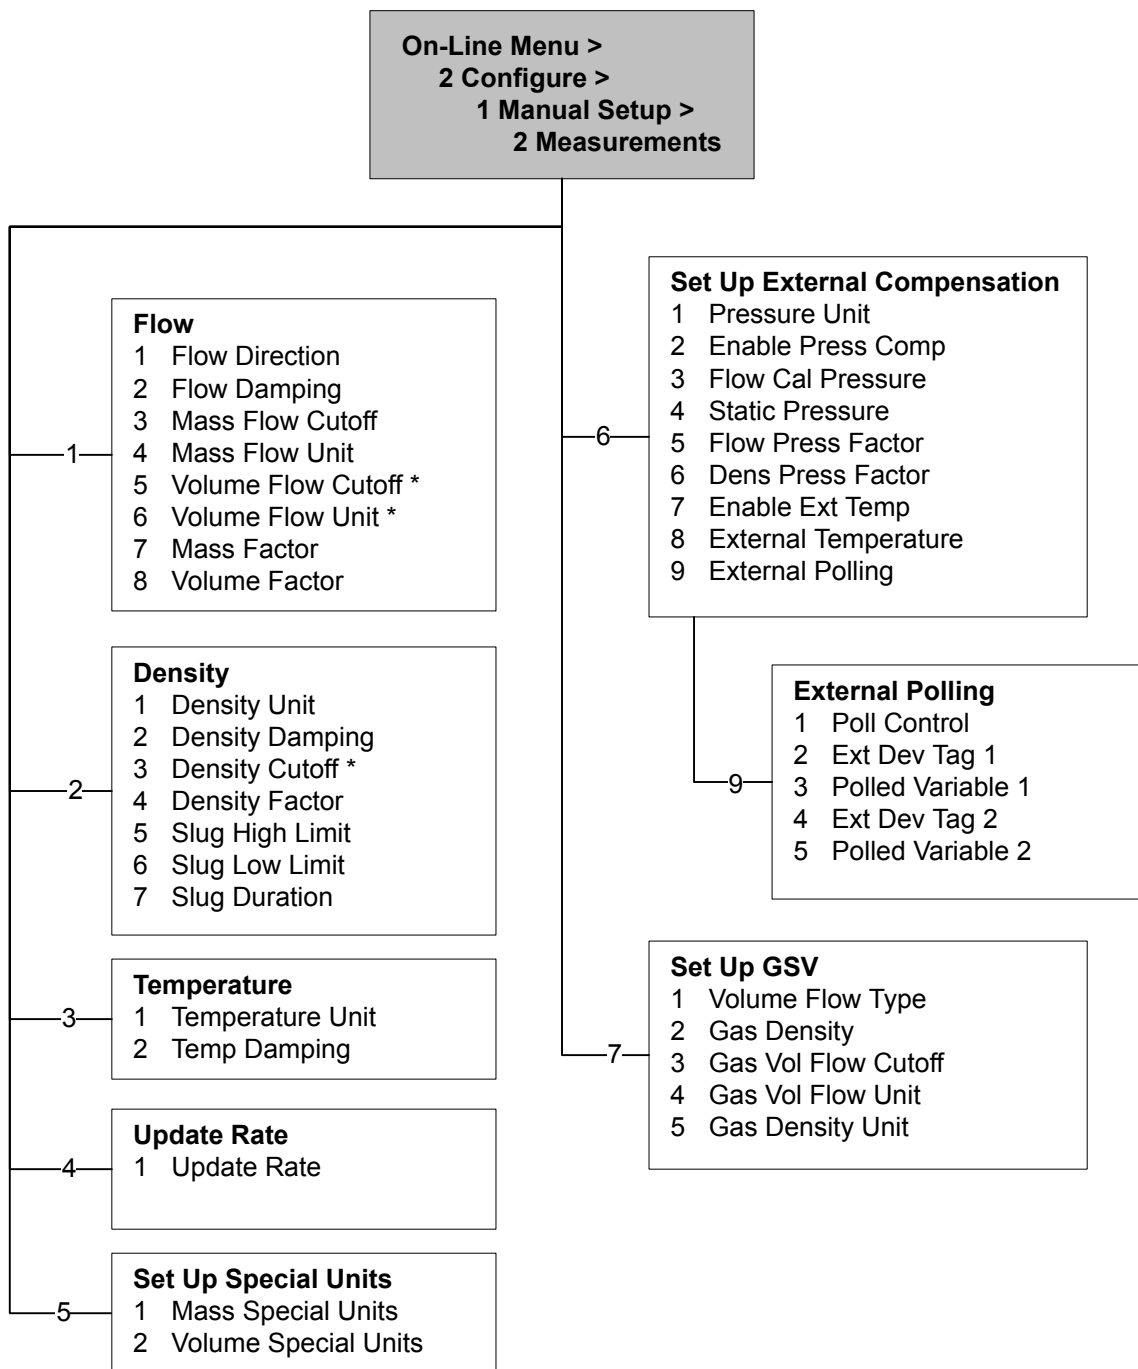 On-Line Menu >
2 Configure >
1 Manual Setup >
2 Measurements
1
Flow
1 Flow Direction
2 Flow Damping
3 Mass Flow Cutoff
4 Mass Flow Unit
5 Volume Flow Cutoff *
6 Volume Flow Unit *
7 Mass Factor
8 Volume Factor
2
Density
1 Density Unit
2 Density Damping
3 Density Cutoff *
4 Density Factor
5 Slug High Limit
6 Slug Low Limit
7 Slug Duration
3
Temperature
1 Temperature Unit
2 Temp Damping
4
Update Rate
1 Update Rate
5
Set Up Special Units
1 Mass Special Units
2 Volume Special Units
6
Set Up External Compensation
1 Pressure Unit
2 Enable Press Comp
3 Flow Cal Pressure
4 Static Pressure
5 Flow Press Factor
6 Dens Press Factor
7 Enable Ext Temp
8 External Temperature
9 External Polling
9
External Polling
1 Poll Control
2 Ext Dev Tag 1
3 Polled Variable 1
4 Ext Dev Tag 2
5 Polled Variable 2
7
Set Up GSV
1 Volume Flow Type
2 Gas Density
3 Gas Vol Flow Cutoff
4 Gas Vol Flow Unit
5 Gas Density Unit